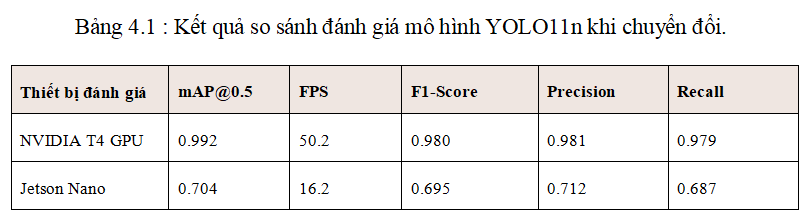 Bảng 4.1 : Kết quả so sánh đánh giá mô hình YOLO11n khi chuyển đổi.
Thiết bị đánh giá mAP@0.5 FPS F1-Score Precision Recall
NVIDIA T4 GPU 0.992 50.2 0.980 0.981 0.979
Jetson Nano 0.704 16.2 0.695 0.712 0.687